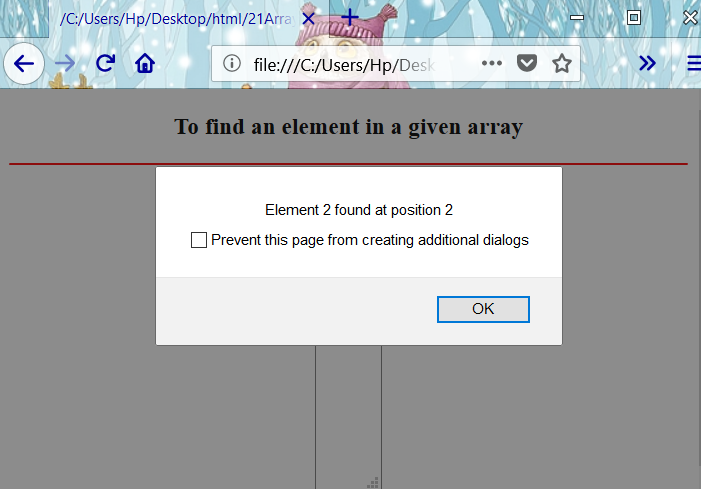 /C:/Users/Hp/Desktop/html/21Arra
file:///C:/Users/Hp/Desk
To find an element in a given array
Element 2 found at position 2
Prevent this page from creating additional dialogs
OK